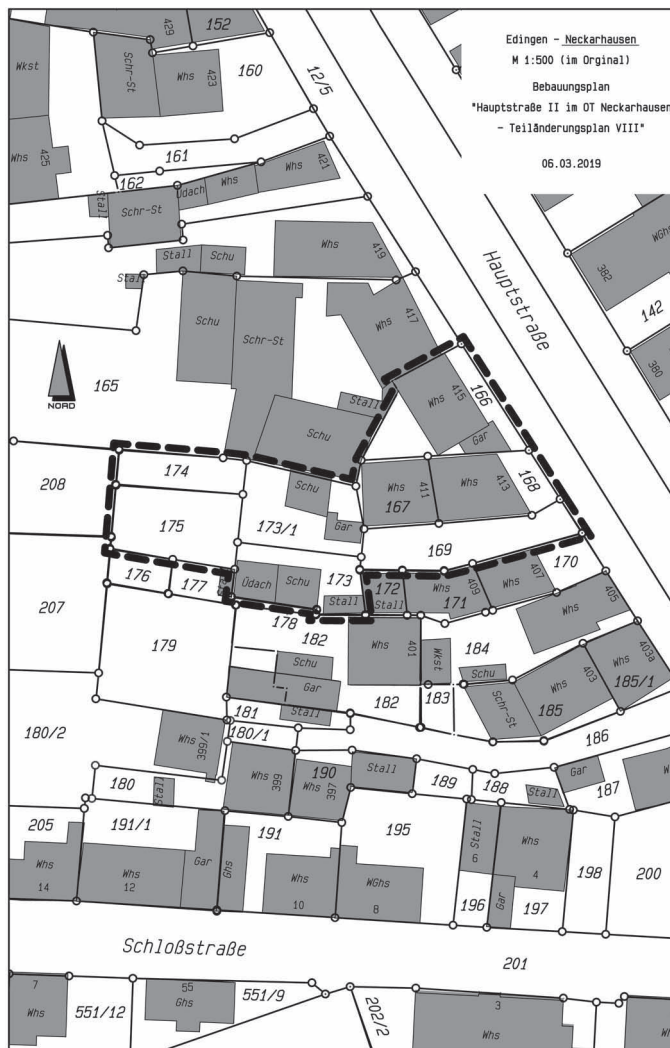 Edingen - Neckarhausen
M 1:500 (im Orginal)
Bebauungsplan
"Hauptstraße II im OT Neckarhausen
- Teiländerungsplan VIII"
06.03.2019
429
152
Wkst
Schr-St
Whs
423
160
12/5
Whs
425
161
162
Stall
Schr-St
Üdach
Whs
421
Stall
Schu
Whs
419
Stall
Hauptstraße
WGhs
382
142
380
Schu
Schr-St
Whs
417
NORD
165
Stall
Whs
415
166
Schu
Gar
208
174
Whs
411
167
Whs
413
168
175
Schu
173/1
Gar
169
170
176
177
Üdach
Schu
173
172
Stall
Stall
Whs
171
409
Whs
407
Whs
405
207
178
179
182
Whs
401
Wkst
184
Schu
Gar
Stall
Schu
Schr-St
Whs
403
185
Whs
403a
185/1
182
183
181
180/1
186
180/2
Whs
399/1
180
Stall
Whs
399
190
Whs
397
Stall
189
188
Gar
Stall
187
205
191/1
191
195
Stall
6
Whs
4
198
200
Whs
14
Whs
12
Gar
Ghs
Whs
10
WGhs
8
196
Gar
197
Schloßstraße
201
7
Whs
551/12
55
Ghs
551/9
202/2
3
Whs